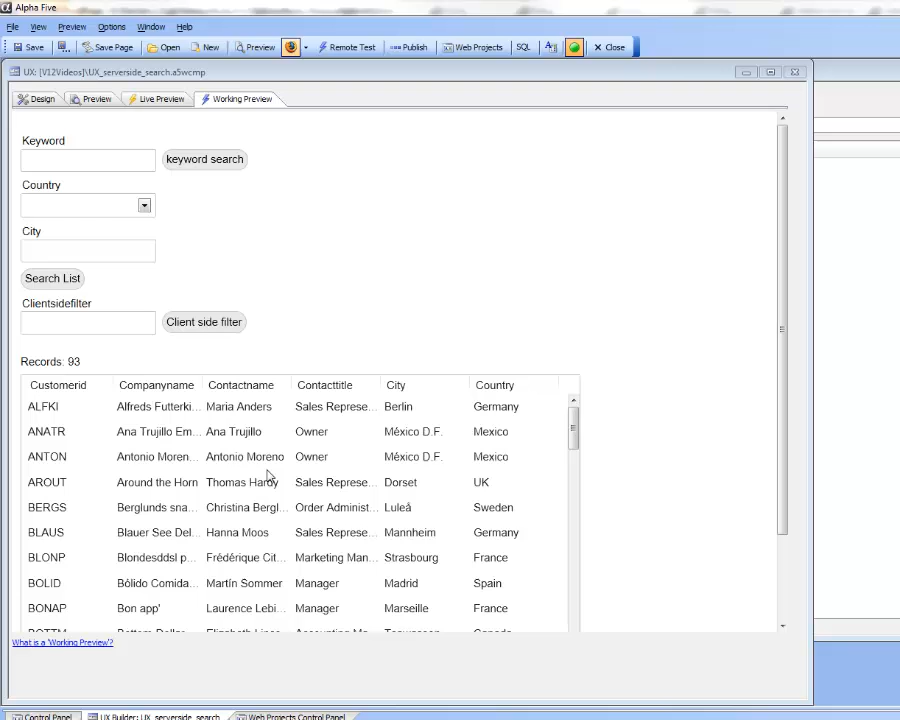 Alpha Five
File View Preview Options Window Help
Save Save Page Open New Preview Remote Test Publish Web Projects SQL Close
UX: [V12Videos]\UX_serverside_search.a5wcmp
Design Preview Live Preview Working Preview
Keyword
keyword search
Country
City
Search List
Clientsidefilter
Client side filter
Records: 93
Customerid Companyname Contactname Contacttitle City Country
ALFKI Alfreds Futterki... Maria Anders Sales Represe... Berlin Germany
ANATR Ana Trujillo Em... Ana Trujillo Owner México D.F. Mexico
ANTON Antonio Moren... Antonio Moreno Owner México D.F. Mexico
AROUT Around the Horn Thomas Hardy Sales Represe... Dorset UK
BERGS Berglunds sna... Christina Bergl... Order Administ... Luleå Sweden
BLAUS Blauer See Del... Hanna Moos Sales Represe... Mannheim Germany
BLONP Blondesddsl p... Frédérique Cit... Marketing Man... Strasbourg France
BOLID Bólido Comida... Martín Sommer Manager Madrid Spain
BONAP Bon app' Laurence Lebi... Manager Marseille France
What is a 'Working Preview'?
Control Panel UX Builder: UX_serverside_search Web Projects Control Panel